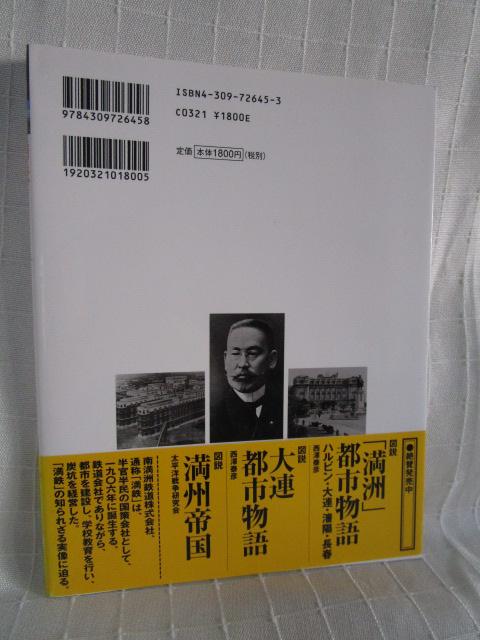 ISBN4-309-72645-3
C0321 ¥1800E
9784309726458
定価 本体1800円(税別)
1920321018005
●絶賛発売中
図説
「満洲」
都市物語
ハルビン・大連・瀋陽・長春
西澤泰彦
図説
大連
都市物語
西澤泰彦
図説
満州帝国
太平洋戦争研究会
南満洲鉄道株式会社、
通称「満鉄」は、
半官半民の国策会社として、
一九〇六年に誕生する。
鉄道会社でありながら、
都市を建設し、学校教育を行い、
炭坑を経営した。
「満鉄」の知られざる実像に迫る。